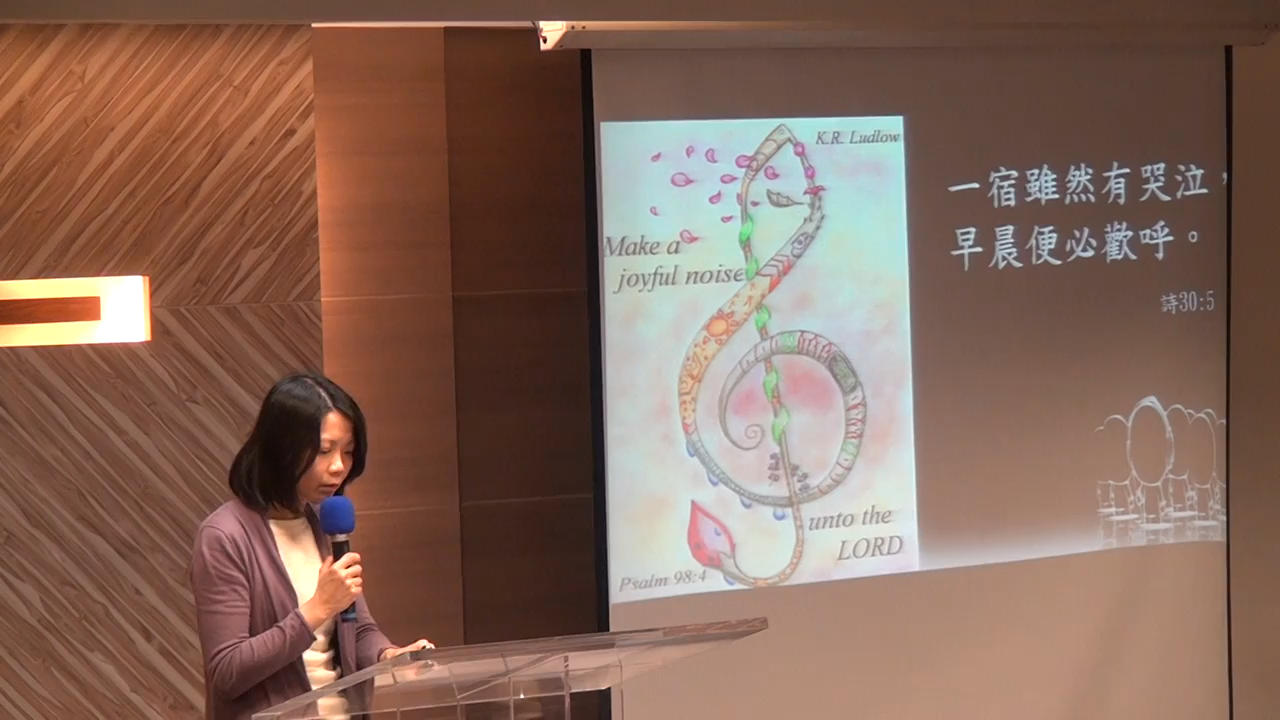 K.R. Ludlow
Make a
joyful noise
unto the
LORD
Psalm 98:4
一宿雖然有哭泣，
早晨便必歡呼。
詩30:5